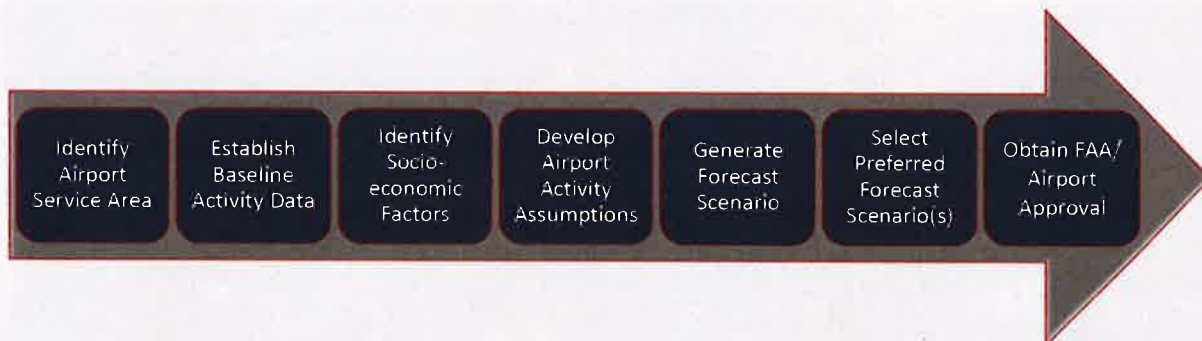 Identify
Airport
Service Area
Establish
Baseline
Activity Data
Identify
Socio-
economic
Factors
Develop
Airport
Activity
Assumptions
Generate
Forecast
Scenario
Select
Preferred
Forecast
Scenario(s)
Obtain FAA/
Airport
Approval